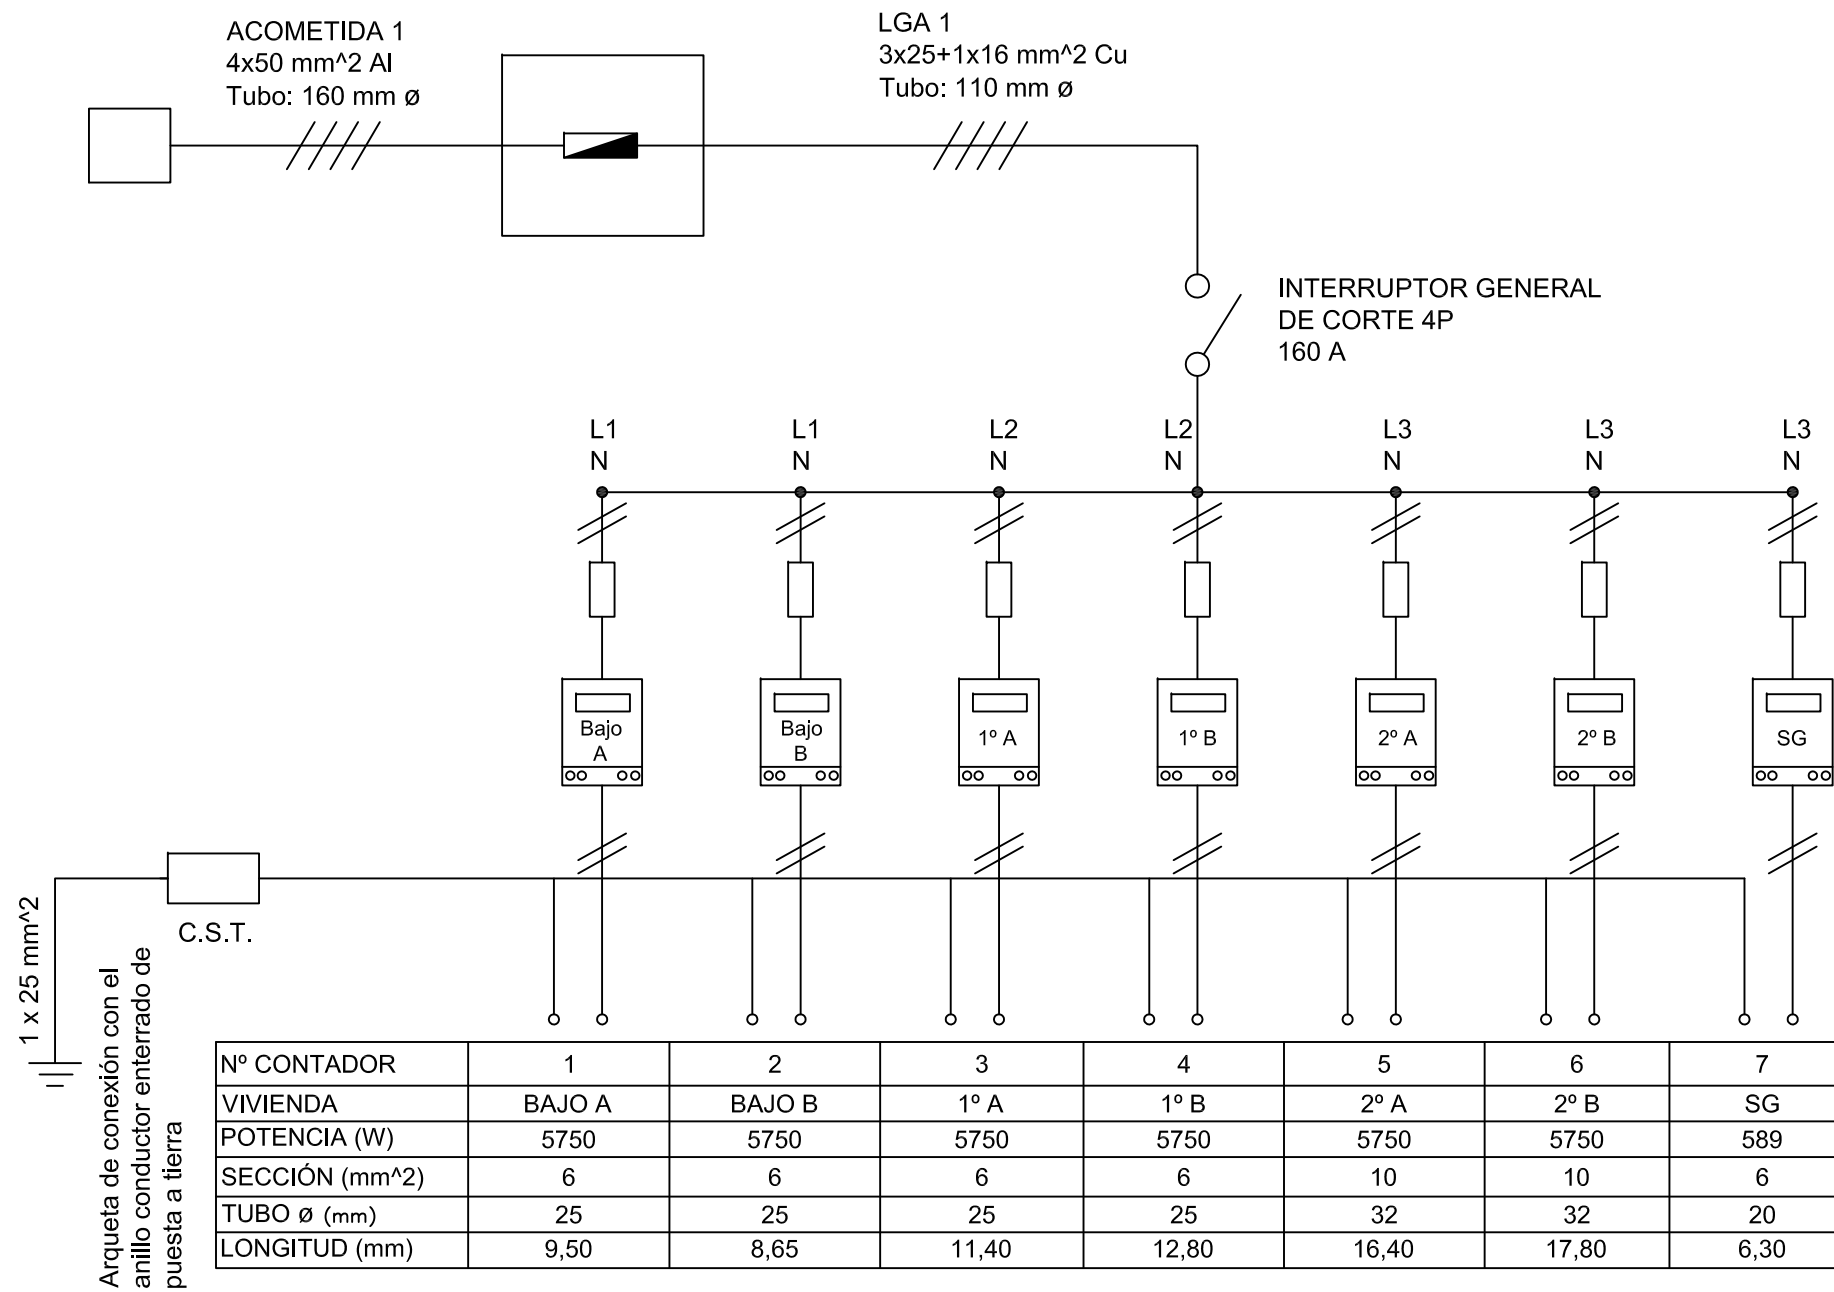 ACOMETIDA 1
4x50 mm^2 Al
Tubo: 160 mm ø
LGA 1
3x25+1x16 mm^2 Cu
Tubo: 110 mm ø
INTERRUPTOR GENERAL
DE CORTE 4P
160 A
L1 L1 L2 L2 L3 L3 L3
N N N N N N N
Bajo A
Bajo B
1º A
1º B
2º A
2º B
SG
C.S.T.
1 x 25 mm^2
Arqueta de conexión con el
anillo conductor enterrado de
puesta a tierra
Nº CONTADOR 1 2 3 4 5 6 7
VIVIENDA BAJO A BAJO B 1º A 1º B 2º A 2º B SG
POTENCIA (W) 5750 5750 5750 5750 5750 5750 589
SECCIÓN (mm^2) 6 6 6 6 10 10 6
TUBO ø (mm) 25 25 25 25 32 32 20
LONGITUD (mm) 9,50 8,65 11,40 12,80 16,40 17,80 6,30